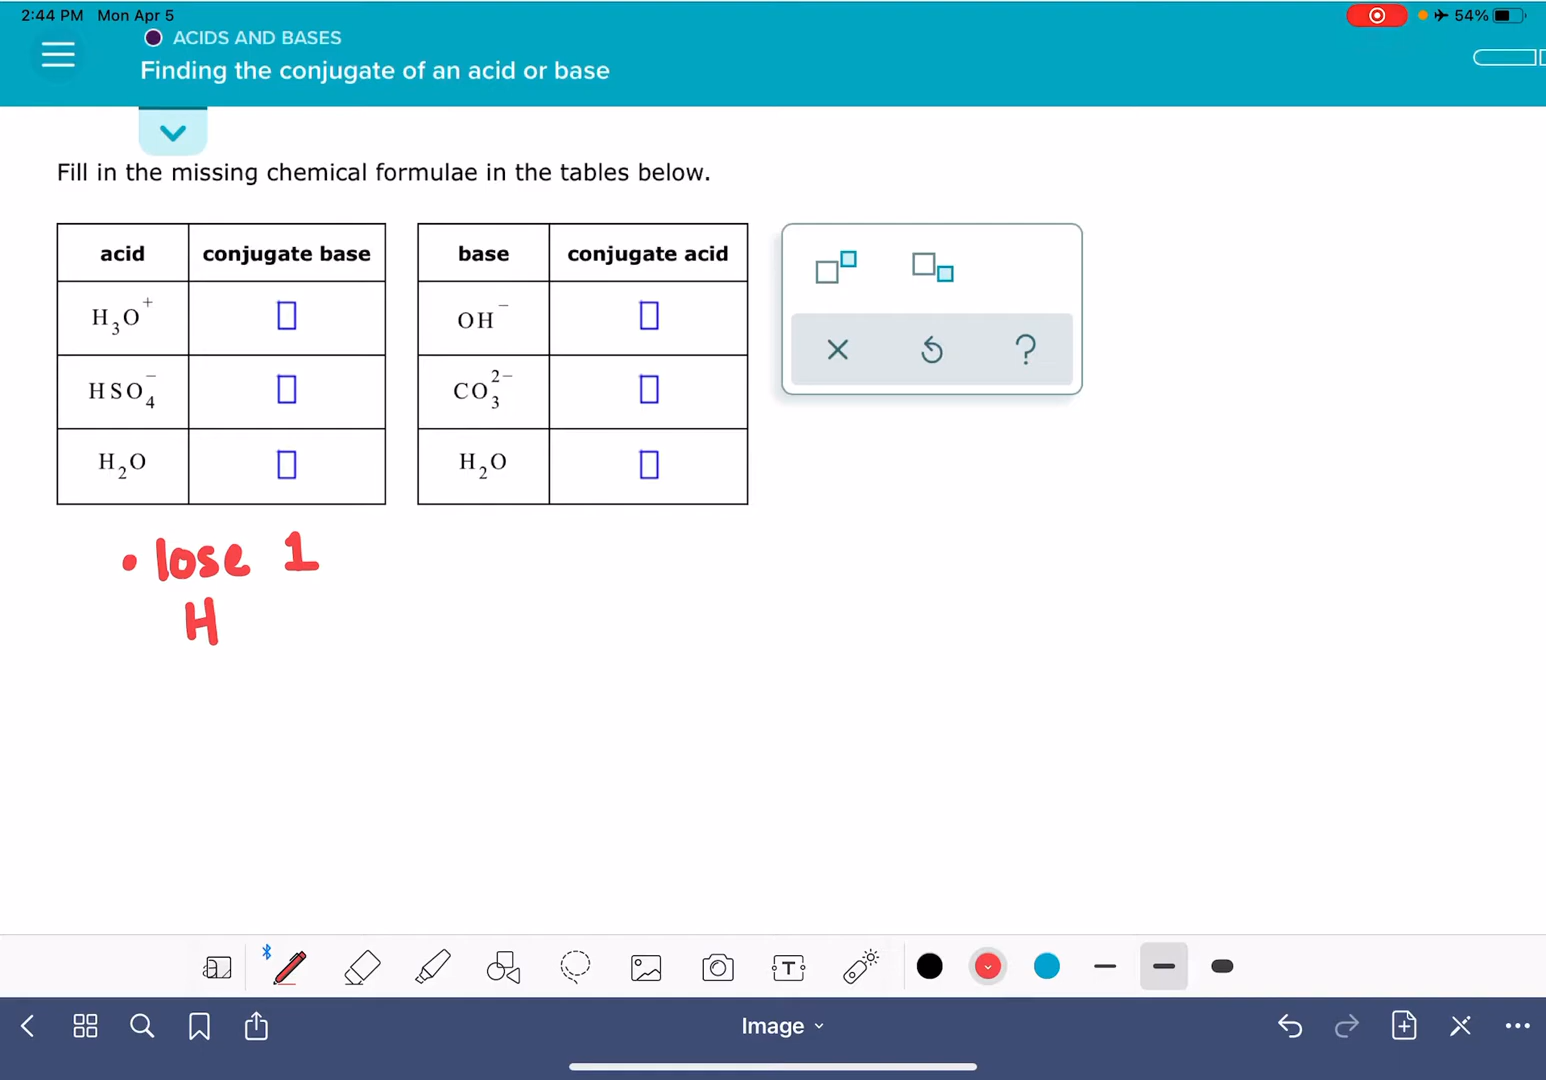 2:44 PM Mon Apr 5
54%
ACIDS AND BASES
Finding the conjugate of an acid or base
Fill in the missing chemical formulae in the tables below.
acid conjugate base
H₃O⁺
HSO₄⁻
H₂O
base conjugate acid
OH⁻
CO₃²⁻
H₂O
?
• lose 1
H
T
Image